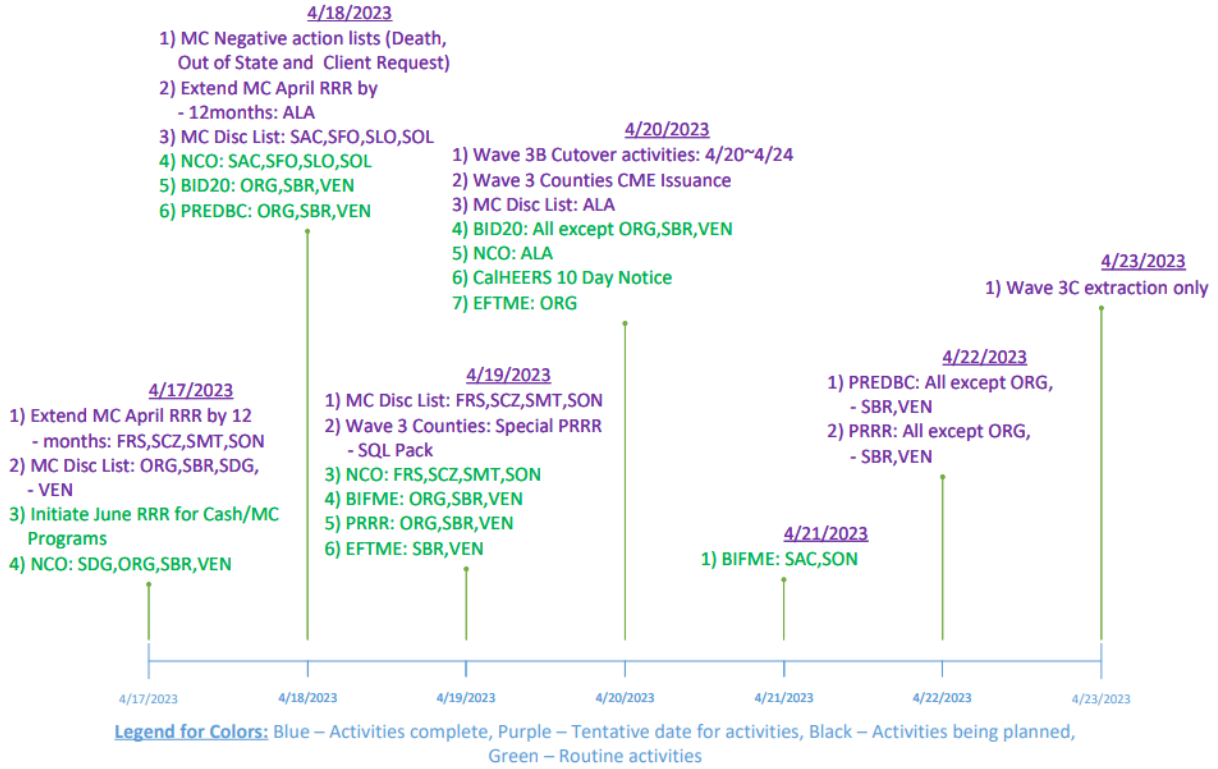 4/18/2023
1) MC Negative action lists (Death,
Out of State and Client Request)
2) Extend MC April RRR by
- 12months: ALA
3) MC Disc List: SAC,SFO,SLO,SOL
4) NCO: SAC,SFO,SLO,SOL
5) BID20: ORG,SBR,VEN
6) PREDBC: ORG,SBR,VEN
4/20/2023
1) Wave 3B Cutover activities: 4/20~4/24
2) Wave 3 Counties CME Issuance
3) MC Disc List: ALA
4) BID20: All except ORG,SBR,VEN
5) NCO: ALA
6) CalHEERS 10 Day Notice
7) EFTME: ORG
4/23/2023
1) Wave 3C extraction only
4/17/2023
1) Extend MC April RRR by 12
- months: FRS,SCZ,SMT,SON
2) MC Disc List: ORG,SBR,SDG,
- VEN
3) Initiate June RRR for Cash/MC
Programs
4) NCO: SDG,ORG,SBR,VEN
4/19/2023
1) MC Disc List: FRS,SCZ,SMT,SON
2) Wave 3 Counties: Special PRRR
- SQL Pack
3) NCO: FRS,SCZ,SMT,SON
4) BIFME: ORG,SBR,VEN
5) PRRR: ORG,SBR,VEN
6) EFTME: SBR,VEN
4/22/2023
1) PREDBC: All except ORG,
- SBR,VEN
2) PRRR: All except ORG,
- SBR,VEN
4/21/2023
1) BIFME: SAC,SON
4/17/2023
4/18/2023
4/19/2023
4/20/2023
4/21/2023
4/22/2023
4/23/2023
Legend for Colors: Blue – Activities complete, Purple – Tentative date for activities, Black – Activities being planned,
Green – Routine activities